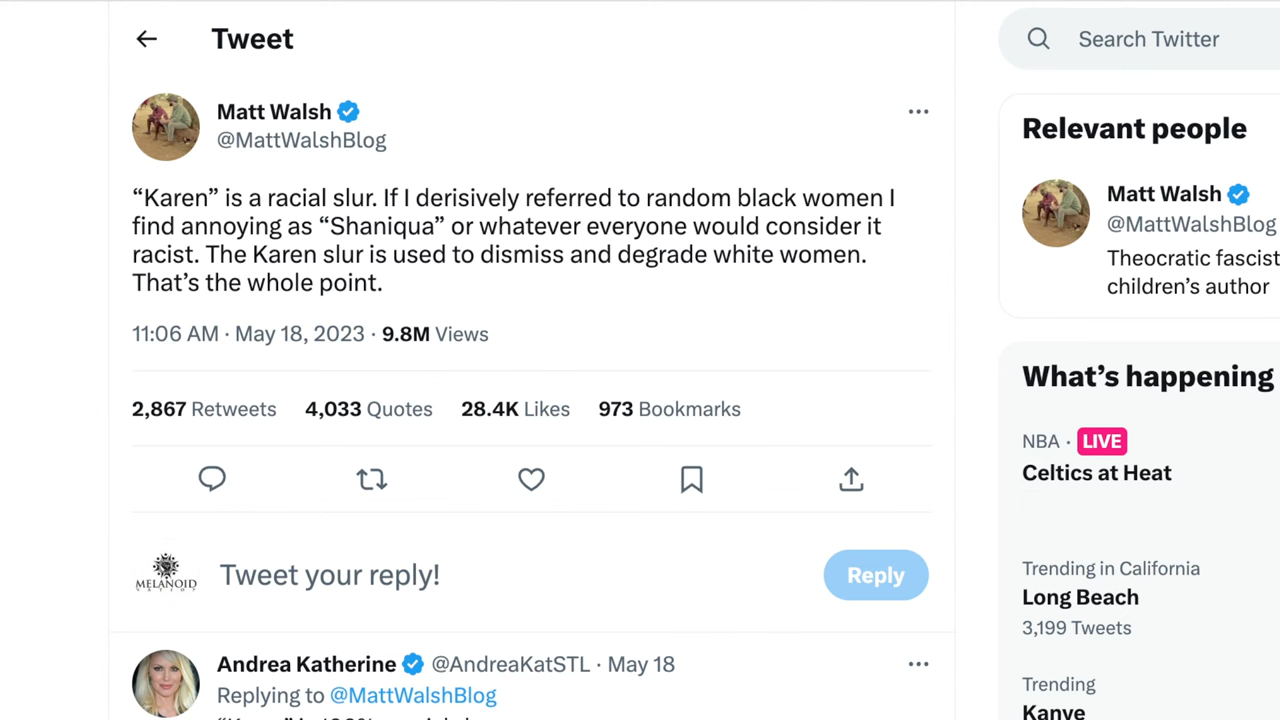 Tweet
Search Twitter
Matt Walsh
@MattWalshBlog
“Karen” is a racial slur. If I derisively referred to random black women I
find annoying as “Shaniqua” or whatever everyone would consider it
racist. The Karen slur is used to dismiss and degrade white women.
That’s the whole point.
11:06 AM · May 18, 2023 · 9.8M Views
2,867 Retweets 4,033 Quotes 28.4K Likes 973 Bookmarks
MELANOID
Tweet your reply!
Reply
Andrea Katherine @AndreaKatSTL · May 18
Replying to @MattWalshBlog
Relevant people
Matt Walsh
@MattWalshBlog
Theocratic fascist
children’s author
What’s happening
NBA · LIVE
Celtics at Heat
Trending in California
Long Beach
3,199 Tweets
Trending
Kanye